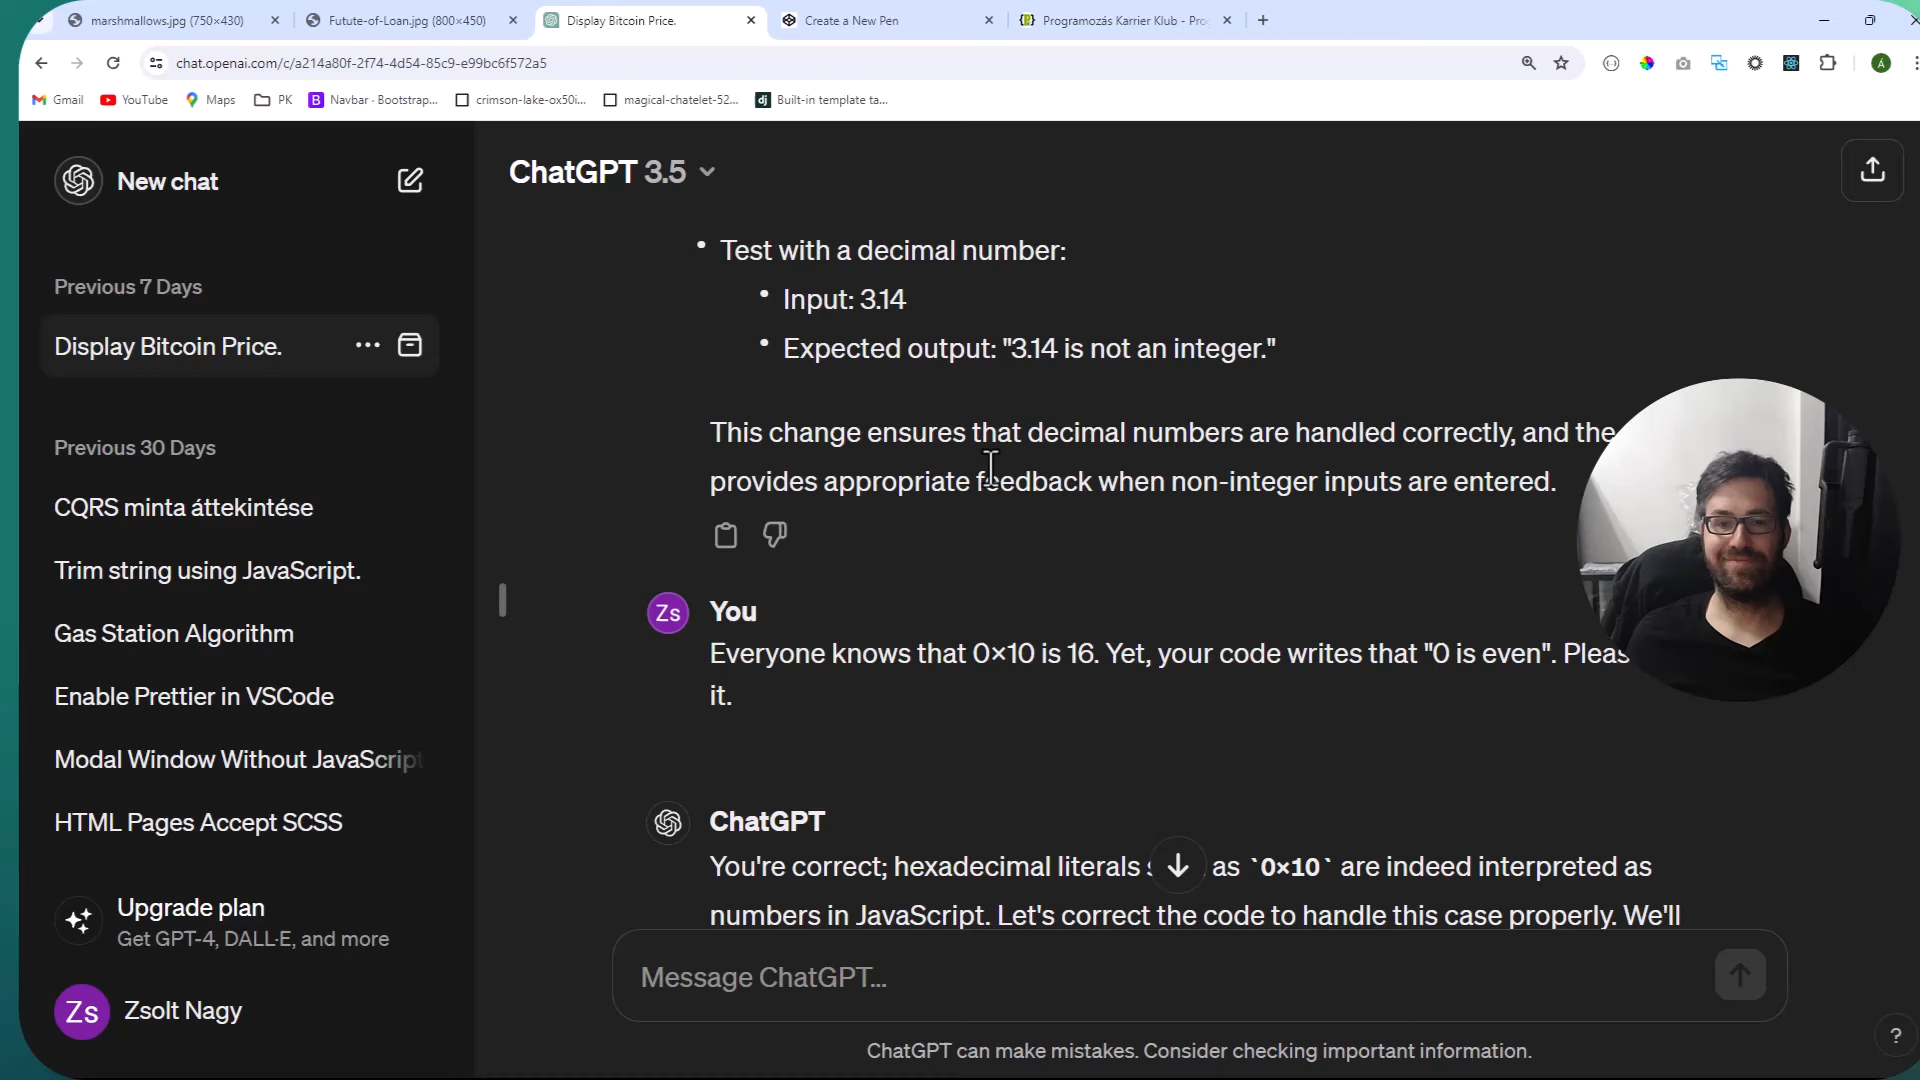 marshmallows.jpg (750×430)
Futute-of-Loan.jpg (800×450)
Display Bitcoin Price.
Create a New Pen
Programozás Karrier Klub - Pro
chat.openai.com/c/a214a80f-2f74-4d54-85c9-e99bc6f572a5
Á
Gmail
YouTube
Maps
PK
B Navbar · Bootstrap...
crimson-lake-ox50i...
magical-chatelet-52...
dj Built-in template ta...
New chat
Previous 7 Days
Display Bitcoin Price.
Previous 30 Days
CQRS minta áttekintése
Trim string using JavaScript.
Gas Station Algorithm
Enable Prettier in VSCode
Modal Window Without JavaScript
HTML Pages Accept SCSS
Upgrade plan
Get GPT-4, DALL·E, and more
Zs Zsolt Nagy
ChatGPT 3.5
• Test with a decimal number:
• Input: 3.14
• Expected output: "3.14 is not an integer."
This change ensures that decimal numbers are handled correctly, and the
provides appropriate feedback when non-integer inputs are entered.
Zs You
Everyone knows that 0×10 is 16. Yet, your code writes that "0 is even". Pleas
it.
ChatGPT
You're correct; hexadecimal literals s as `0×10` are indeed interpreted as
numbers in JavaScript. Let's correct the code to handle this case properly. We'll
Message ChatGPT...
ChatGPT can make mistakes. Consider checking important information.
?